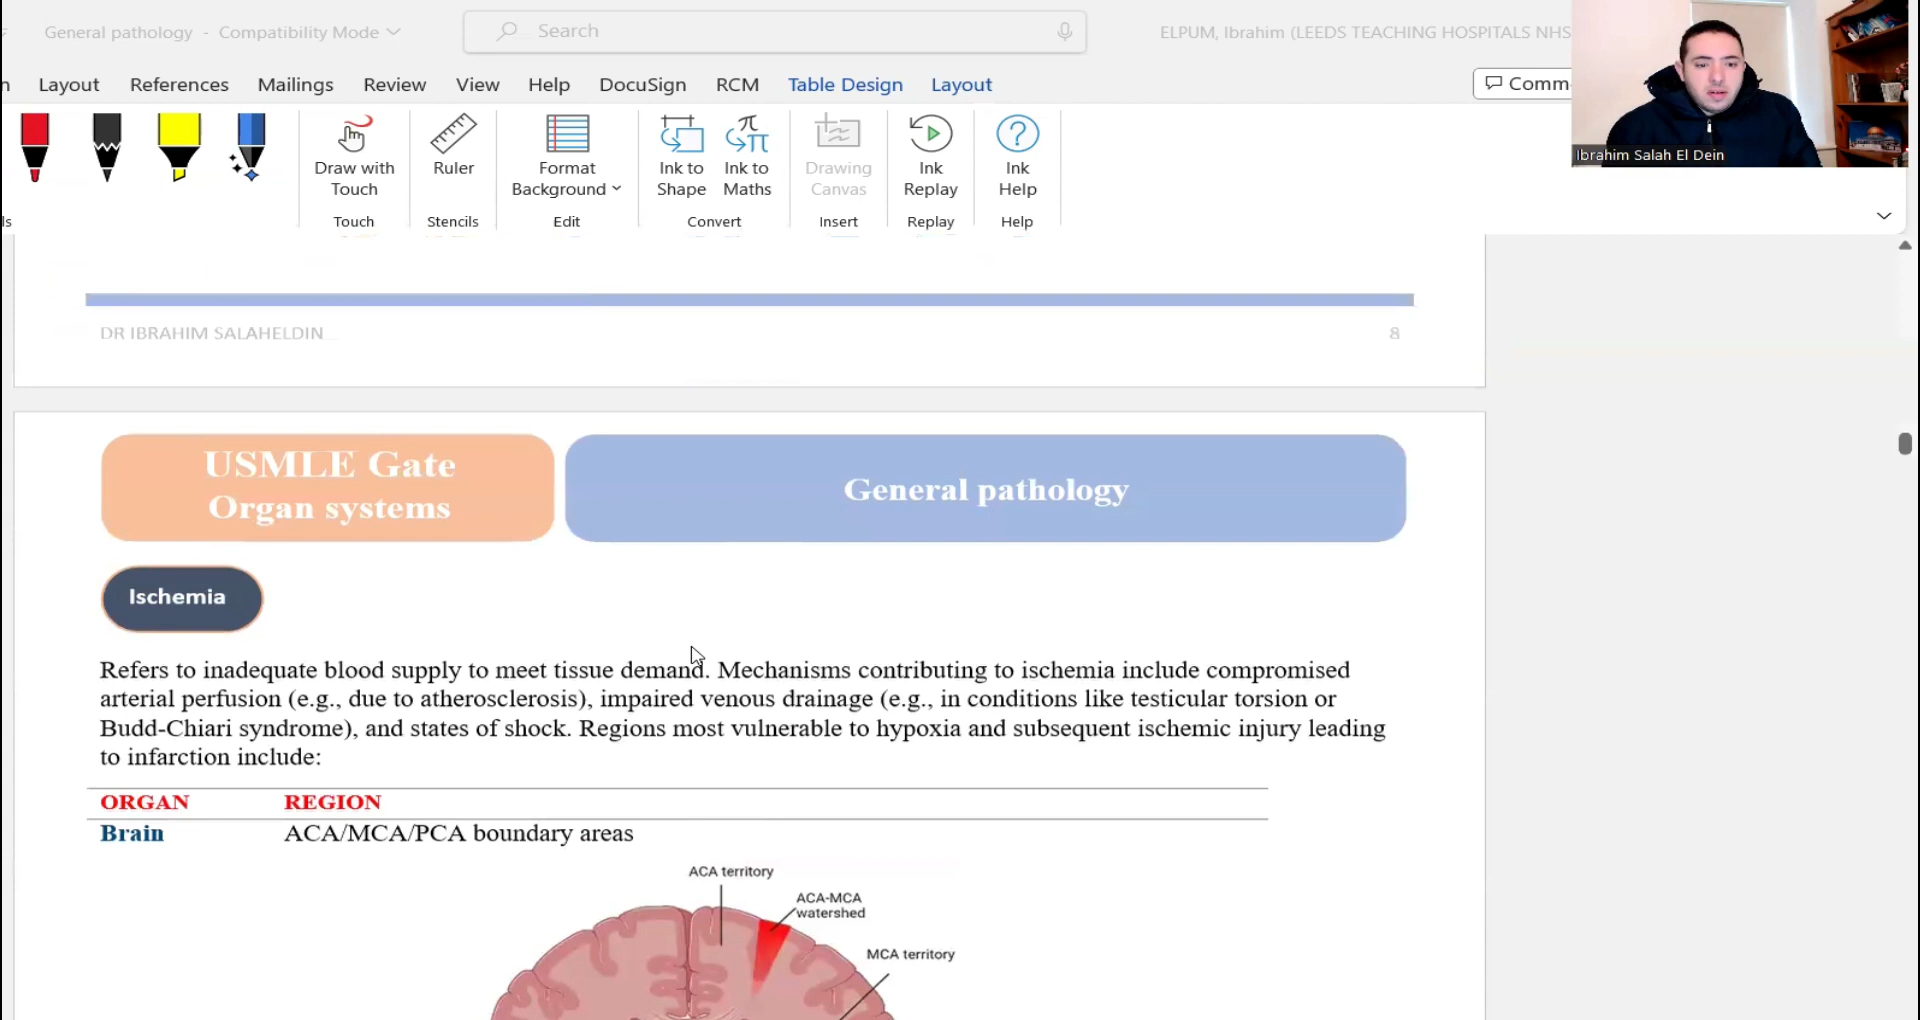 General pathology - Compatibility Mode
Search
ELPUM, Ibrahim (LEEDS TEACHING HOSPITALS NHS
Layout References Mailings Review View Help DocuSign RCM Table Design Layout
Comm
Draw with Touch
Ruler
Format Background
Ink to Shape
Ink to Maths
Drawing Canvas
Ink Replay
Ink Help
Touch Stencils Edit Convert Insert Replay Help
Ibrahim Salah El Dein
DR IBRAHIM SALAHELDIN 8
USMLE Gate
Organ systems
General pathology
Ischemia
Refers to inadequate blood supply to meet tissue demand. Mechanisms contributing to ischemia include compromised
arterial perfusion (e.g., due to atherosclerosis), impaired venous drainage (e.g., in conditions like testicular torsion or
Budd-Chiari syndrome), and states of shock. Regions most vulnerable to hypoxia and subsequent ischemic injury leading
to infarction include:
ORGAN REGION
Brain ACA/MCA/PCA boundary areas
ACA territory
ACA-MCA
watershed
MCA territory